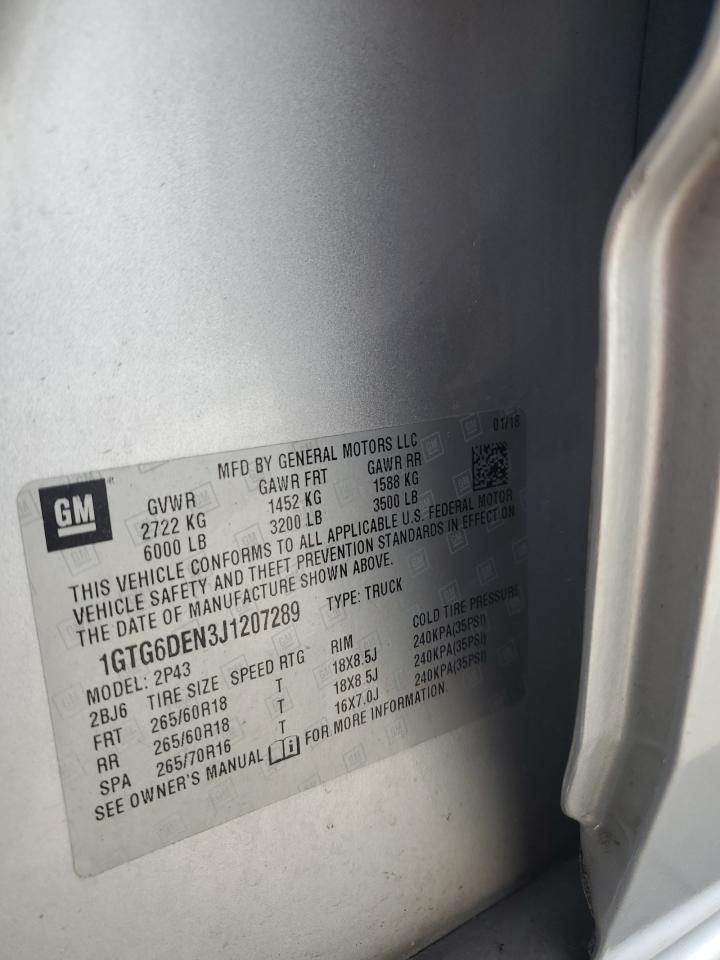 01/18
GM ®
MFD BY GENERAL MOTORS LLC
GVWR GAWR FRT GAWR RR
2722 KG 1452 KG 1588 KG
6000 LB 3200 LB 3500 LB
THIS VEHICLE CONFORMS TO ALL APPLICABLE U.S. FEDERAL MOTOR
VEHICLE SAFETY AND THEFT PREVENTION STANDARDS IN EFFECT ON
THE DATE OF MANUFACTURE SHOWN ABOVE.
1GTG6DEN3J1207289 TYPE: TRUCK
MODEL: 2P43
2BJ6 TIRE SIZE SPEED RTG RIM COLD TIRE PRESSURE
FRT 265/60R18 T 18X8.5J 240KPA(35PSI)
RR 265/60R18 T 18X8.5J 240KPA(35PSI)
SPA 265/70R16 T 16X7.0J 240KPA(35PSI)
SEE OWNER'S MANUAL FOR MORE INFORMATION.